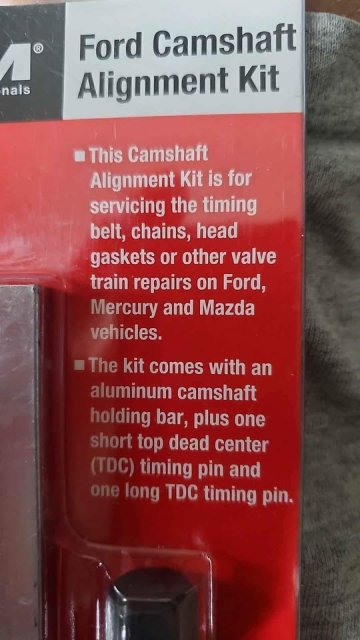 M®
nals
Ford Camshaft
Alignment Kit
■ This Camshaft
Alignment Kit is for
servicing the timing
belt, chains, head
gaskets or other valve
train repairs on Ford,
Mercury and Mazda
vehicles.
■ The kit comes with an
aluminum camshaft
holding bar, plus one
short top dead center
(TDC) timing pin and
one long TDC timing pin.